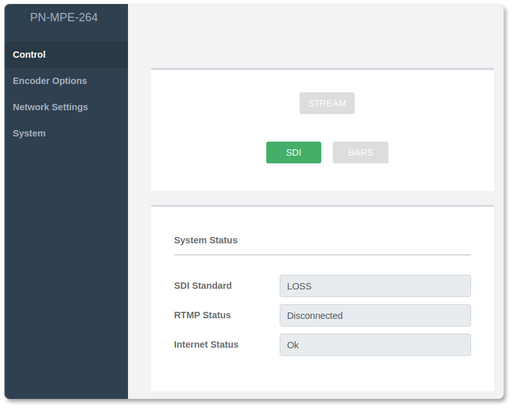 PN-MPE-264
Control
Encoder Options
Network Settings
System
STREAM
SDI BARS
System Status
SDI Standard LOSS
RTMP Status Disconnected
Internet Status Ok